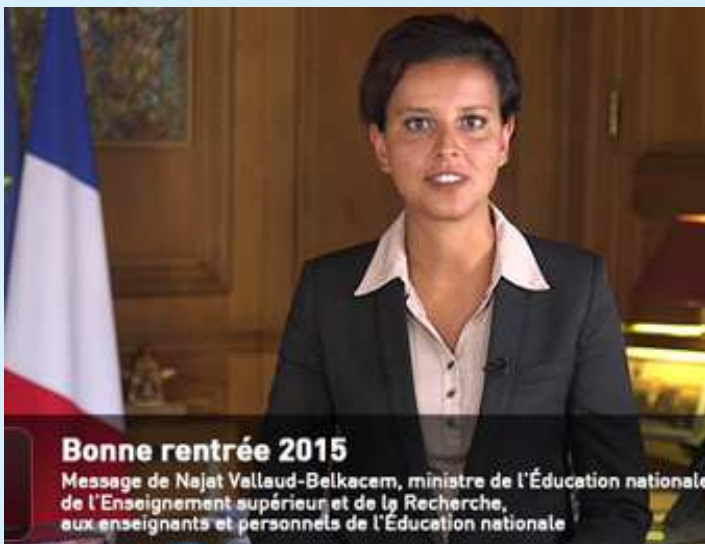 Bonne rentrée 2015
Message de Najat Vallaud-Belkacem, ministre de l'Éducation nationale
de l'Enseignement supérieur et de la Recherche,
aux enseignants et personnels de l'Éducation nationale